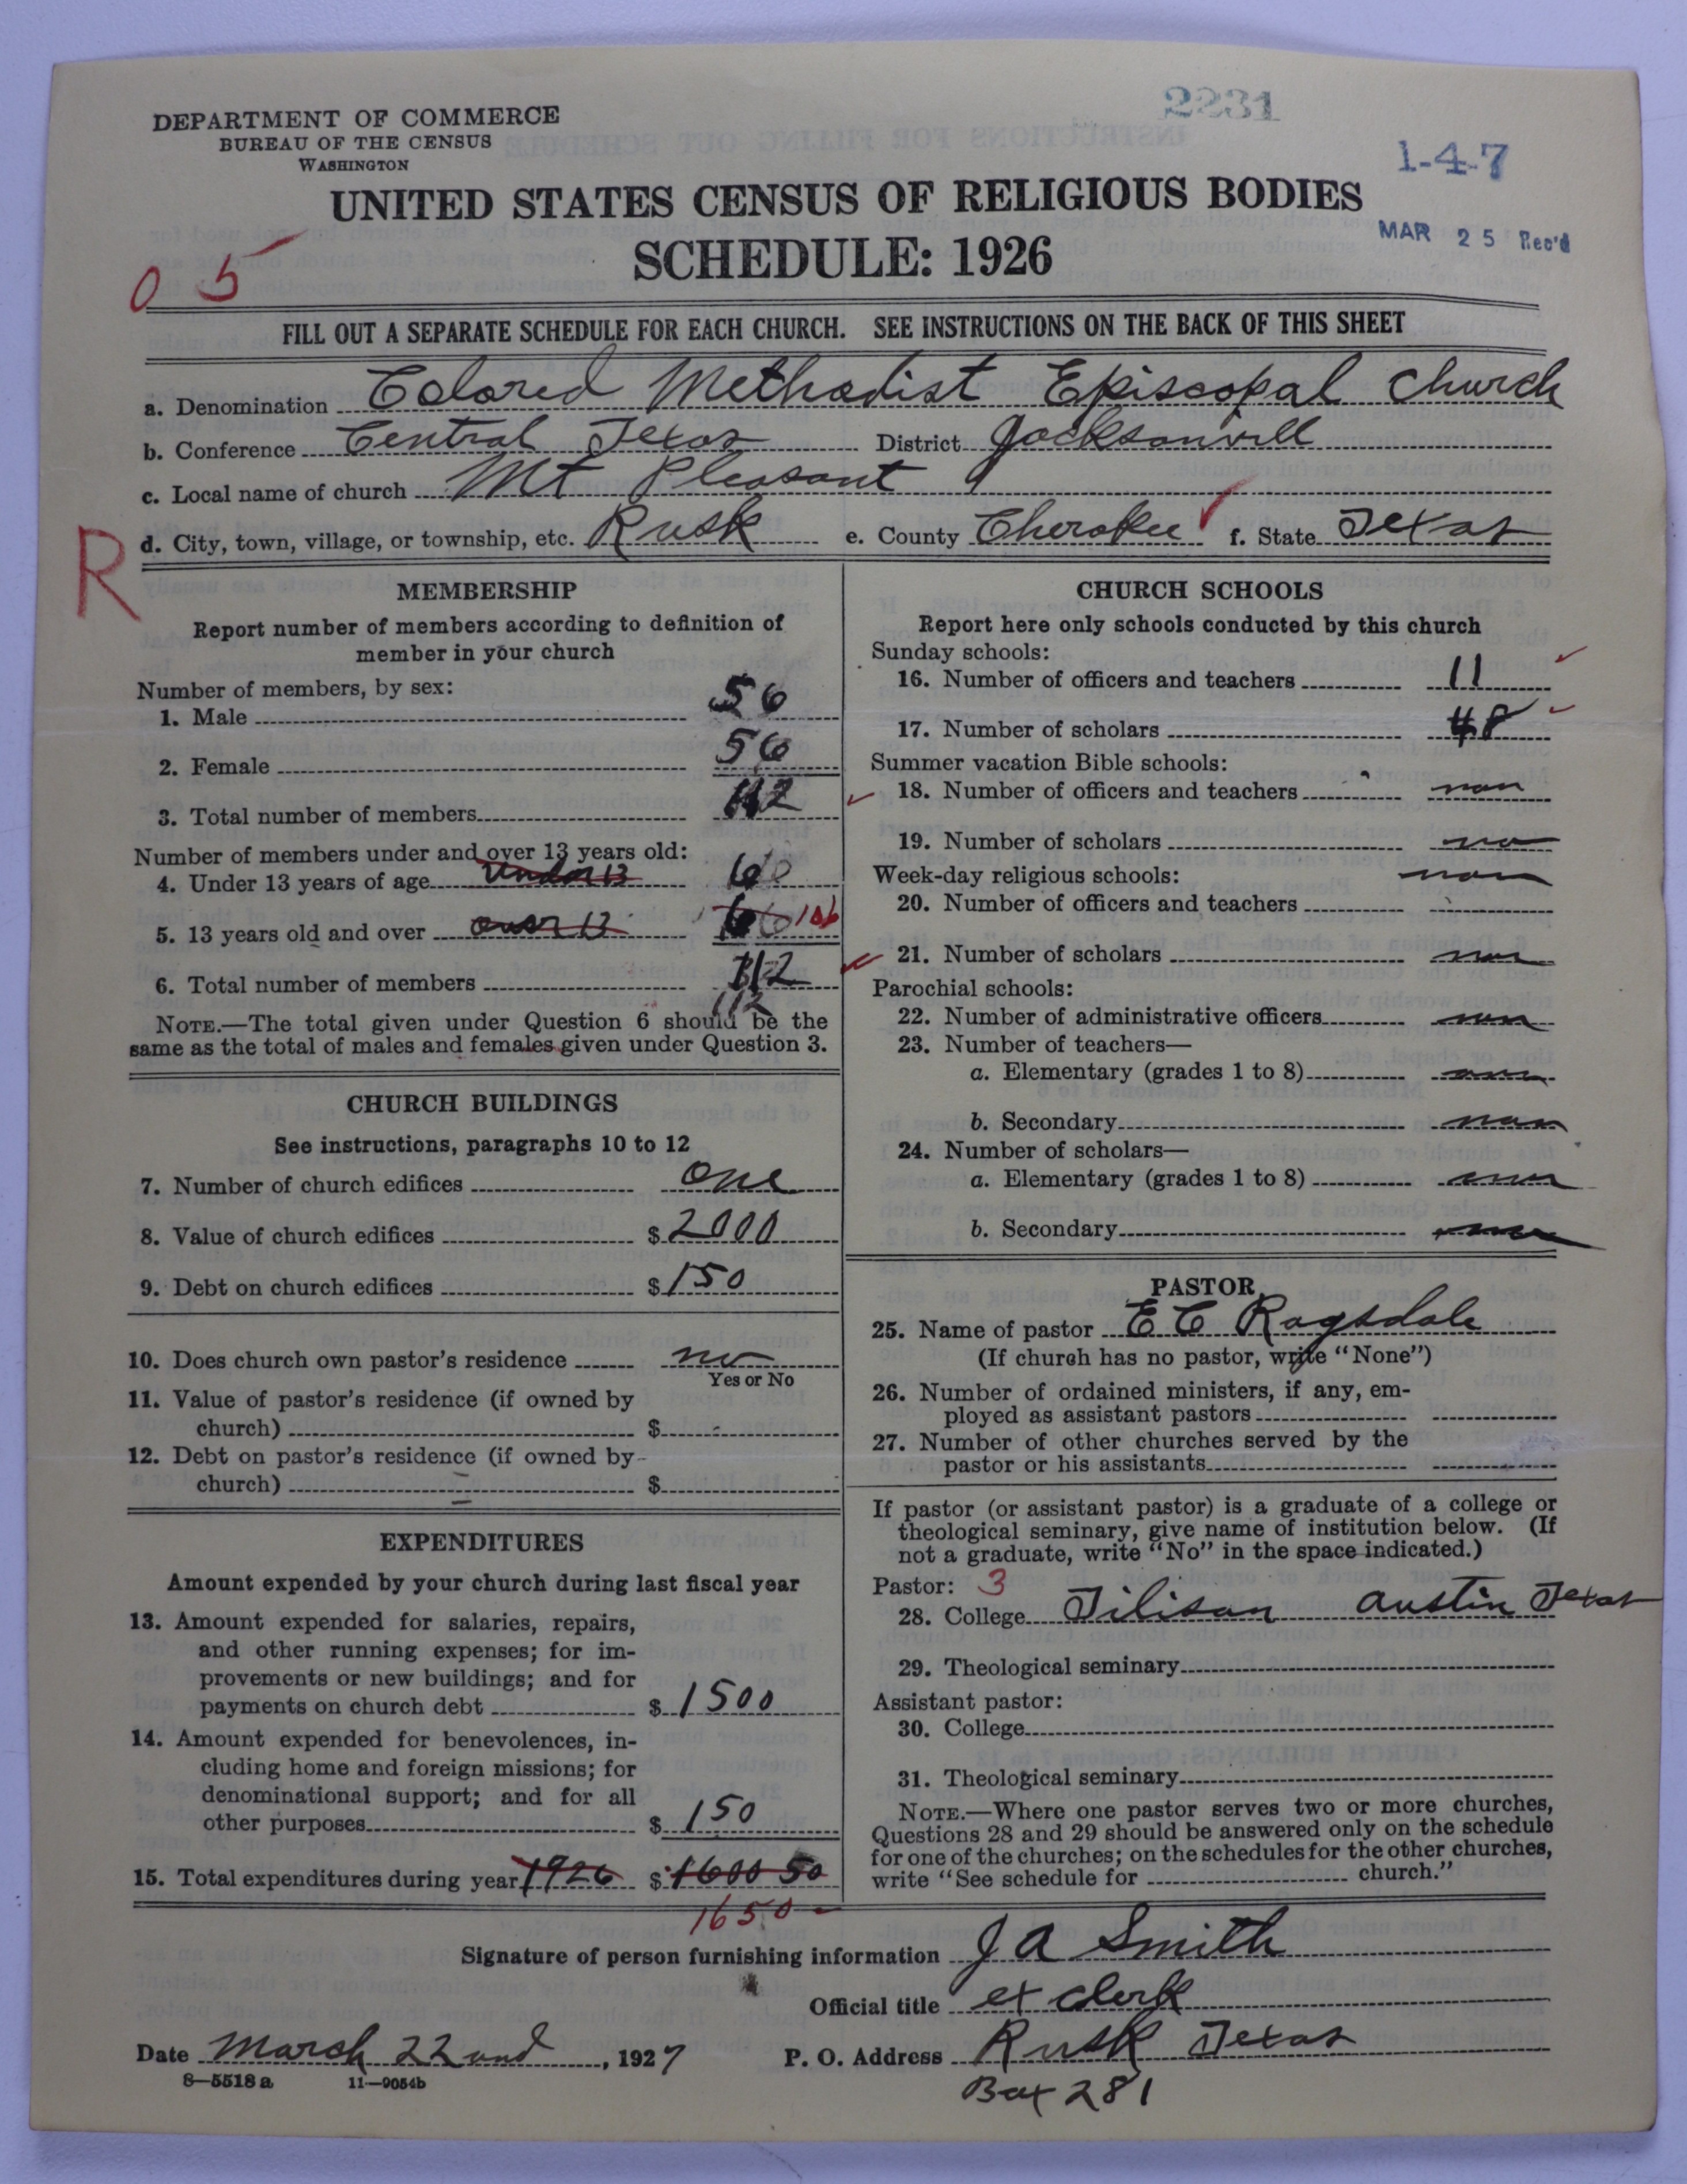 2231
DEPARTMENT OF COMMERCE
BUREAU OF THE CENSUS
WASHINGTON
1-4-7
UNITED STATES CENSUS OF RELIGIOUS BODIES
SCHEDULE: 1926
MAR 25 Rec'd
0 5
FILL OUT A SEPARATE SCHEDULE FOR EACH CHURCH. SEE INSTRUCTIONS ON THE BACK OF THIS SHEET
a. Denomination Colored Methodist Episcopal Church
b. Conference Central Texas District Jacksonvill
c. Local name of church Mt Pleasant
R
d. City, town, village, or township, etc. Rusk e. County Cherokee f. State Texas
MEMBERSHIP
Report number of members according to definition of
member in your church
Number of members, by sex:
1. Male 56
2. Female 56
3. Total number of members 112
Number of members under and over 13 years old:
4. Under 13 years of age under 13 6
5. 13 years old and over over 13 106
6. Total number of members 112
112
NOTE.—The total given under Question 6 should be the
same as the total of males and females given under Question 3.
CHURCH BUILDINGS
See instructions, paragraphs 10 to 12
7. Number of church edifices one
8. Value of church edifices $ 2000
9. Debt on church edifices $ 150
10. Does church own pastor's residence no
Yes or No
11. Value of pastor's residence (if owned by
church) $ -
12. Debt on pastor's residence (if owned by
church) $
EXPENDITURES
Amount expended by your church during last fiscal year
13. Amount expended for salaries, repairs,
and other running expenses; for im-
provements or new buildings; and for
payments on church debt $ 1500
14. Amount expended for benevolences, in-
cluding home and foreign missions; for
denominational support; and for all
other purposes $ 150
15. Total expenditures during year 1926 $ 1600 50
1650 -
CHURCH SCHOOLS
Report here only schools conducted by this church
Sunday schools:
16. Number of officers and teachers 11
17. Number of scholars 48
Summer vacation Bible schools:
18. Number of officers and teachers non
19. Number of scholars no
Week-day religious schools: non
20. Number of officers and teachers
21. Number of scholars non
Parochial schools:
22. Number of administrative officers non
23. Number of teachers—
a. Elementary (grades 1 to 8)
b. Secondary non
24. Number of scholars—
a. Elementary (grades 1 to 8)
b. Secondary
PASTOR
25. Name of pastor E C Ragsdale
(If church has no pastor, write "None")
26. Number of ordained ministers, if any, em-
ployed as assistant pastors
27. Number of other churches served by the
pastor or his assistants
If pastor (or assistant pastor) is a graduate of a college or
theological seminary, give name of institution below. (If
not a graduate, write "No" in the space indicated.)
Pastor: 3
28. College Tilison austin Texas
29. Theological seminary
Assistant pastor:
30. College
31. Theological seminary
NOTE.—Where one pastor serves two or more churches,
Questions 28 and 29 should be answered only on the schedule
for one of the churches; on the schedules for the other churches,
write "See schedule for church."
Signature of person furnishing information J A Smith
Official title ex clerk
Date March 22 und, 1927 P. O. Address Rusk Texas
8—5518 a 11—9054b Box 281